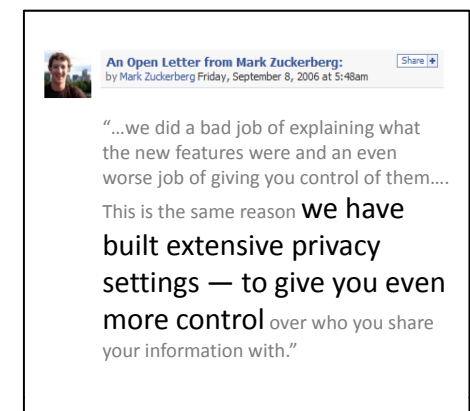 An Open Letter from Mark Zuckerberg:
Share +
by Mark Zuckerberg Friday, September 8, 2006 at 5:48am
“…we did a bad job of explaining what
the new features were and an even
worse job of giving you control of them….
This is the same reason we have
built extensive privacy
settings — to give you even
more control over who you share
your information with.”